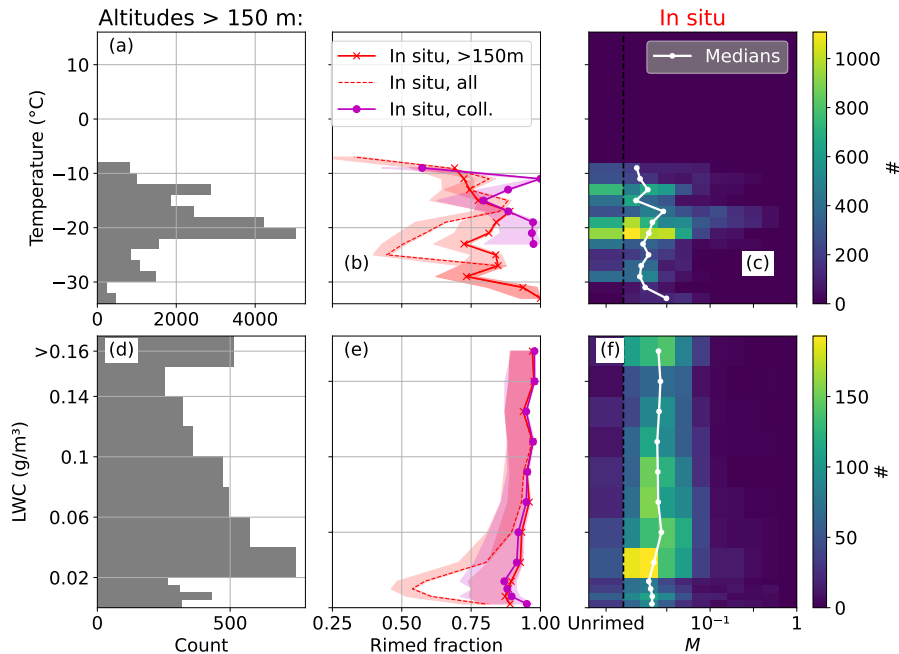 Altitudes > 150 m:
In situ
(a)
In situ, >150m
In situ, all
In situ, coll.
Medians
10
0
−10
−20
−30
Temperature (°C)
(b)
(c)
0
2000
4000
1000
800
600
400
200
0
#
(d)
(e)
(f)
> 0.16
0.14
0.1
0.06
0.02
LWC (g/m³)
0
500
Count
0.25
0.50
0.75
1.00
Rimed fraction
Unrimed
10⁻¹
1
M
150
100
50
0
#